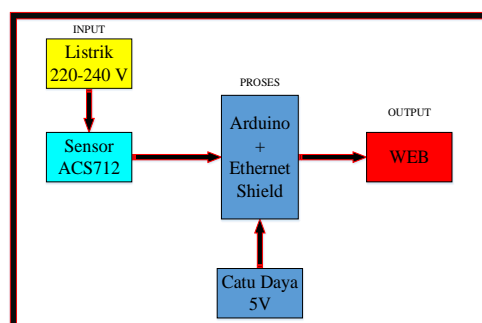 INPUT
Listrik
220-240 V
Sensor
ACS712
PROSES
Arduino
+
Ethernet
Shield
Catu Daya
5V
OUTPUT
WEB